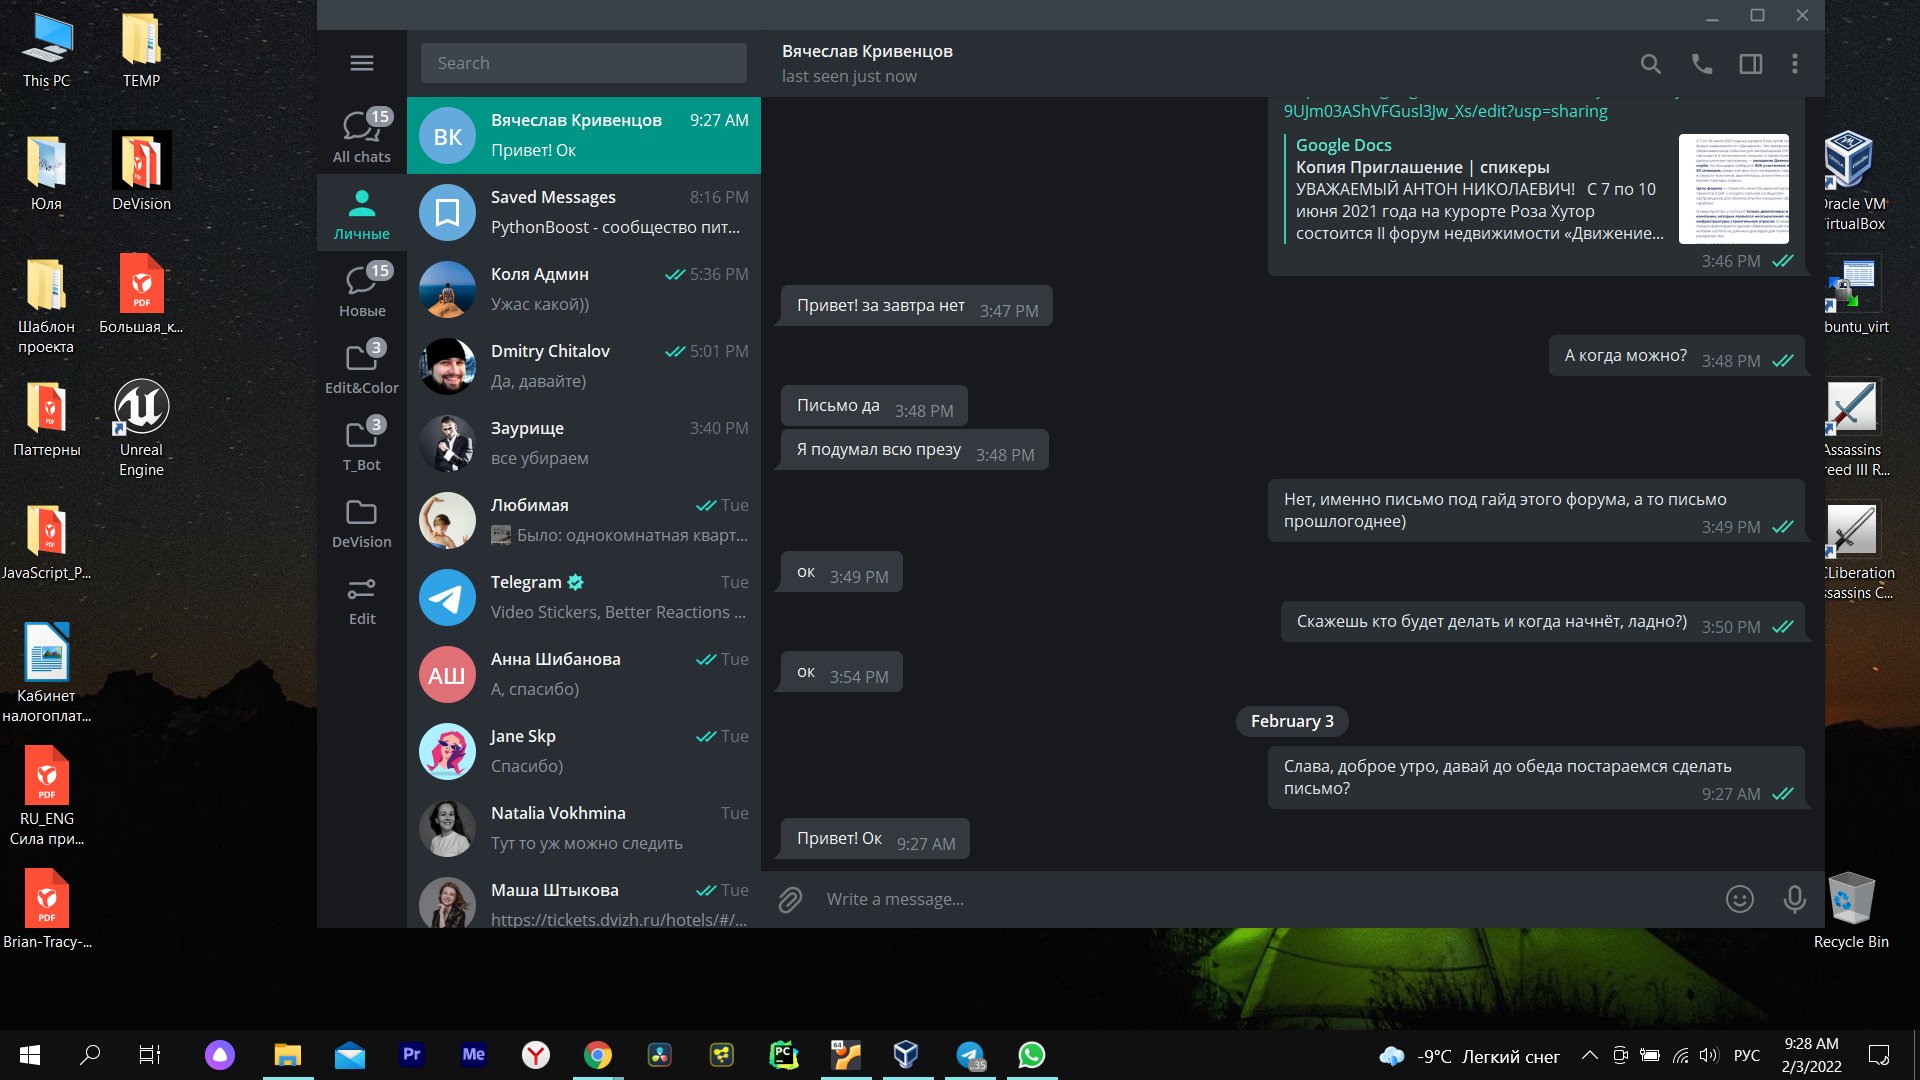 This PC
TEMP
Юля
DeVision
Шаблон
проекта
Большая_к...
Паттерны
Unreal
Engine
JavaScript_P...
Кабинет
налогоплат...
RU_ENG
Сила при...
Brian-Tracy-...
15
All chats
Личные
15
Новые
3
Edit&Color
3
T_Bot
DeVision
Edit
Search
ВК
Вячеслав Кривенцов 9:27 AM
Привет! Ок
Saved Messages 8:16 PM
PythonBoost - сообщество пит...
Коля Админ 5:36 PM
Ужас какой))
Dmitry Chitalov 5:01 PM
Да, давайте)
Заурище 3:40 PM
все убираем
Любимая Tue
Было: однокомнатная кварт...
Telegram Tue
Video Stickers, Better Reactions ...
АШ
Анна Шибанова Tue
А, спасибо)
Jane Skp Tue
Спасибо)
Natalia Vokhmina Tue
Тут то уж можно следить
Маша Штыкова Tue
https://tickets.dvizh.ru/hotels/#/...
Вячеслав Кривенцов
last seen just now
9UJm03AShVFGusl3Jw_Xs/edit?usp=sharing
Google Docs
Копия Приглашение | спикеры
УВАЖАЕМЫЙ АНТОН НИКОЛАЕВИЧ! С 7 по 10
июня 2021 года на курорте Роза Хутор
состоится II форум недвижимости «Движение...
3:46 PM
Привет! за завтра нет 3:47 PM
А когда можно? 3:48 PM
Письмо да 3:48 PM
Я подумал всю презу 3:48 PM
Нет, именно письмо под гайд этого форума, а то письмо
прошлогоднее) 3:49 PM
ок 3:49 PM
Скажешь кто будет делать и когда начнёт, ладно?) 3:50 PM
ок 3:54 PM
February 3
Слава, доброе утро, давай до обеда постараемся сделать
письмо? 9:27 AM
Привет! Ок 9:27 AM
Write a message...
Oracle VM
VirtualBox
buntu_virt
Assassins
reed III R...
CLiberation
ssassins C...
Recycle Bin
Pr
Me
PC
64
..35
-9°C Легкий снег
РУС
9:28 AM
2/3/2022